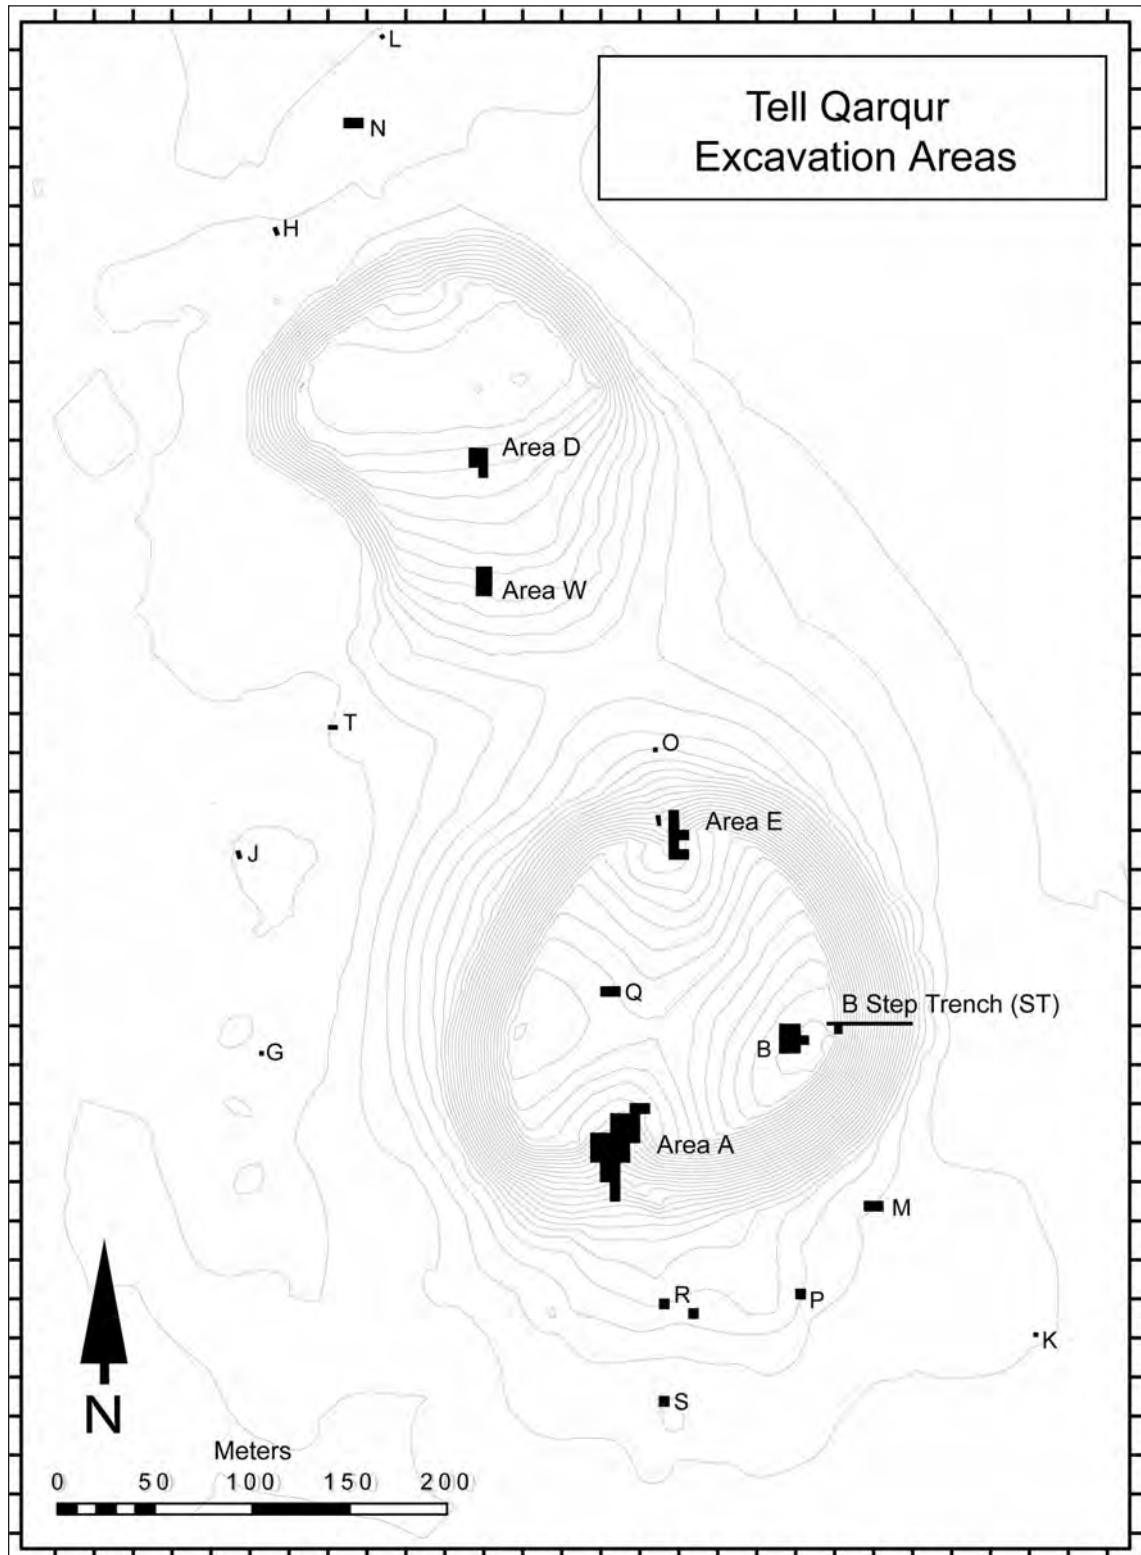 L
Tell Qarqur
Excavation Areas
N
H
Area D
Area W
T
O
Area E
J
Q
B Step Trench (ST)
B
G
Area A
M
R
P
K
S
N
Meters
0 50 100 150 200